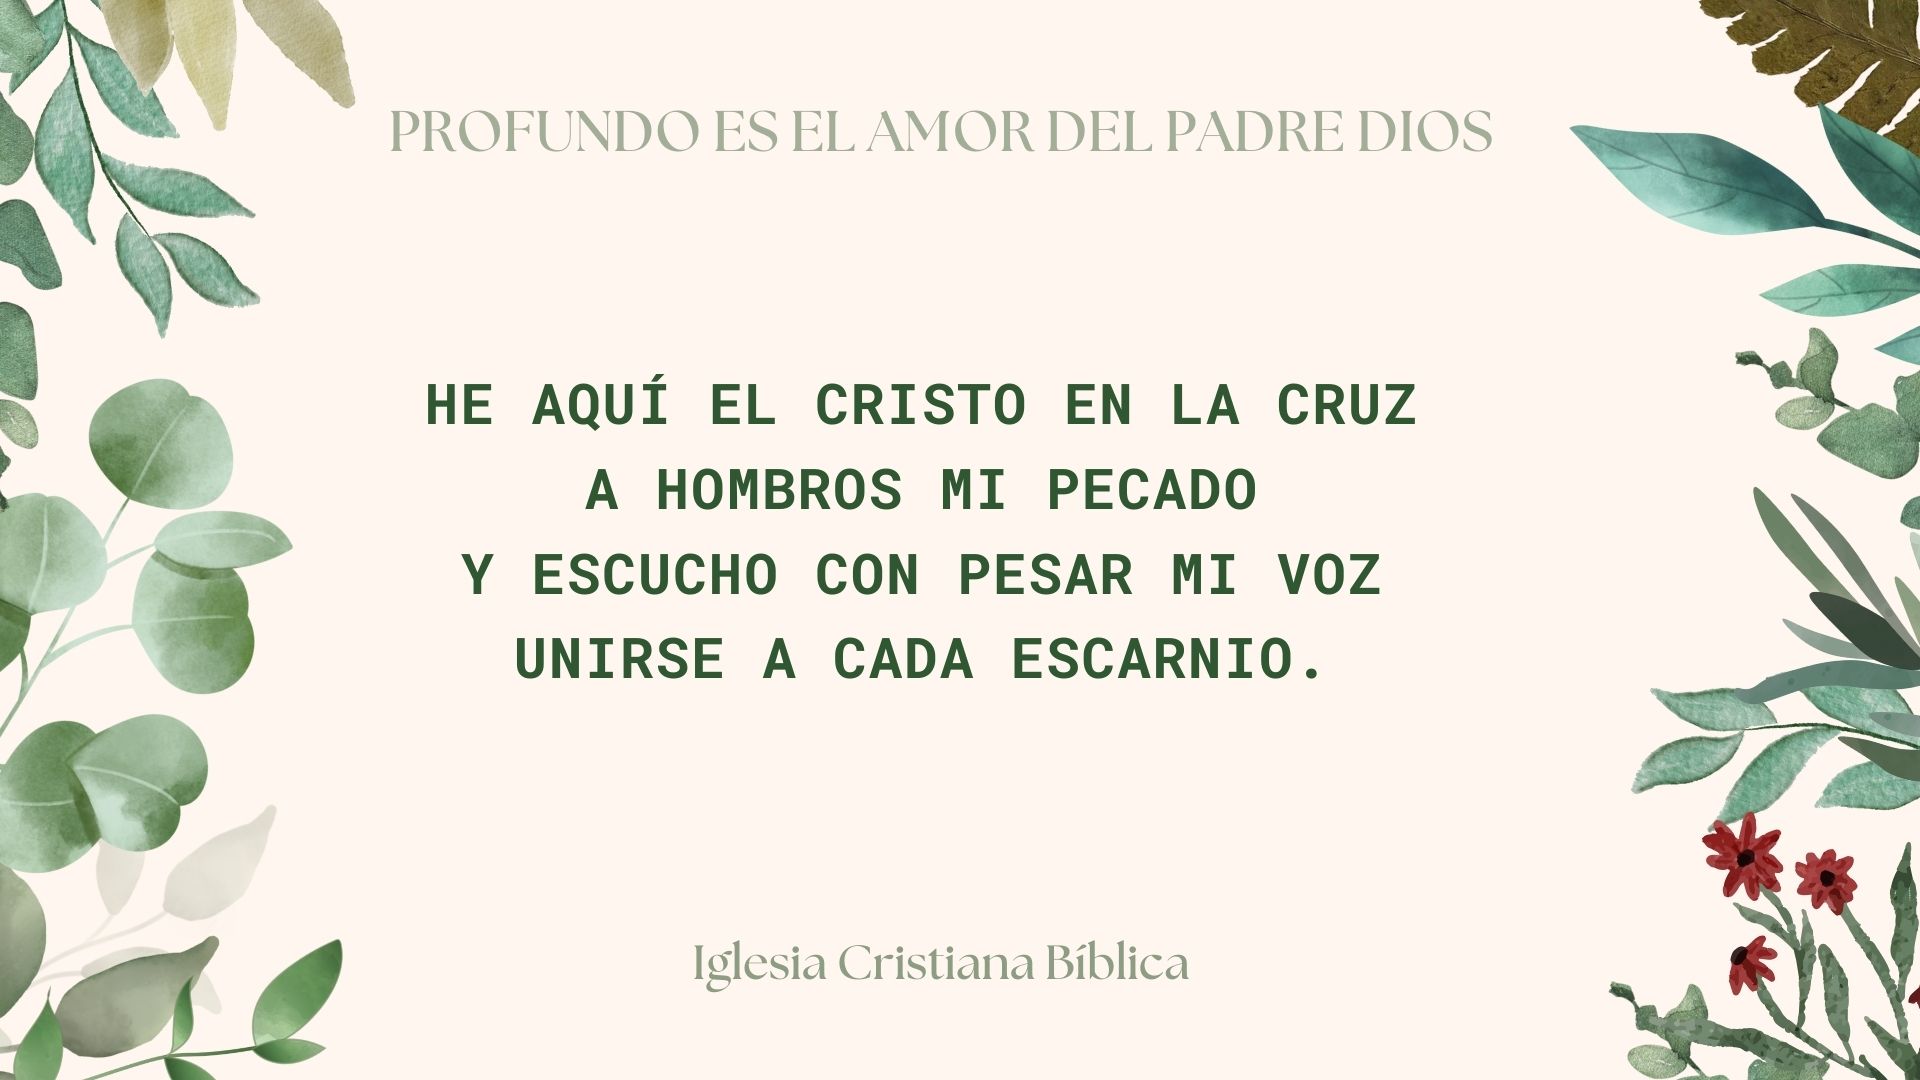 PROFUNDO ES EL AMOR DEL PADRE DIOS
HE AQUÍ EL CRISTO EN LA CRUZ
A HOMBROS MI PECADO
Y ESCUCHO CON PESAR MI VOZ
UNIRSE A CADA ESCARNIO.
Iglesia Cristiana Bíblica